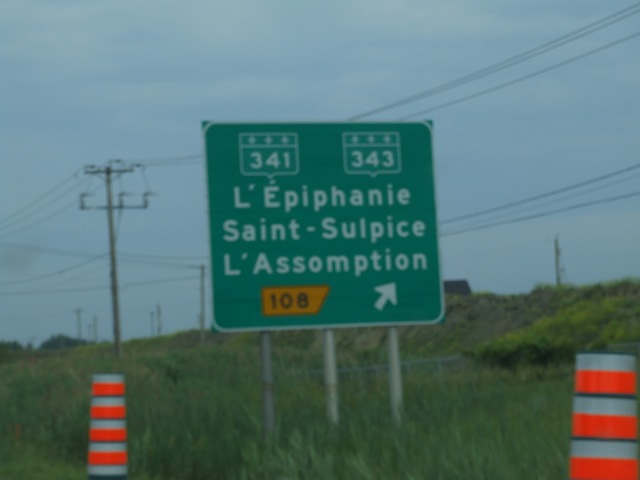 341 343
L'Épiphanie
Saint-Sulpice
L'Assomption
108